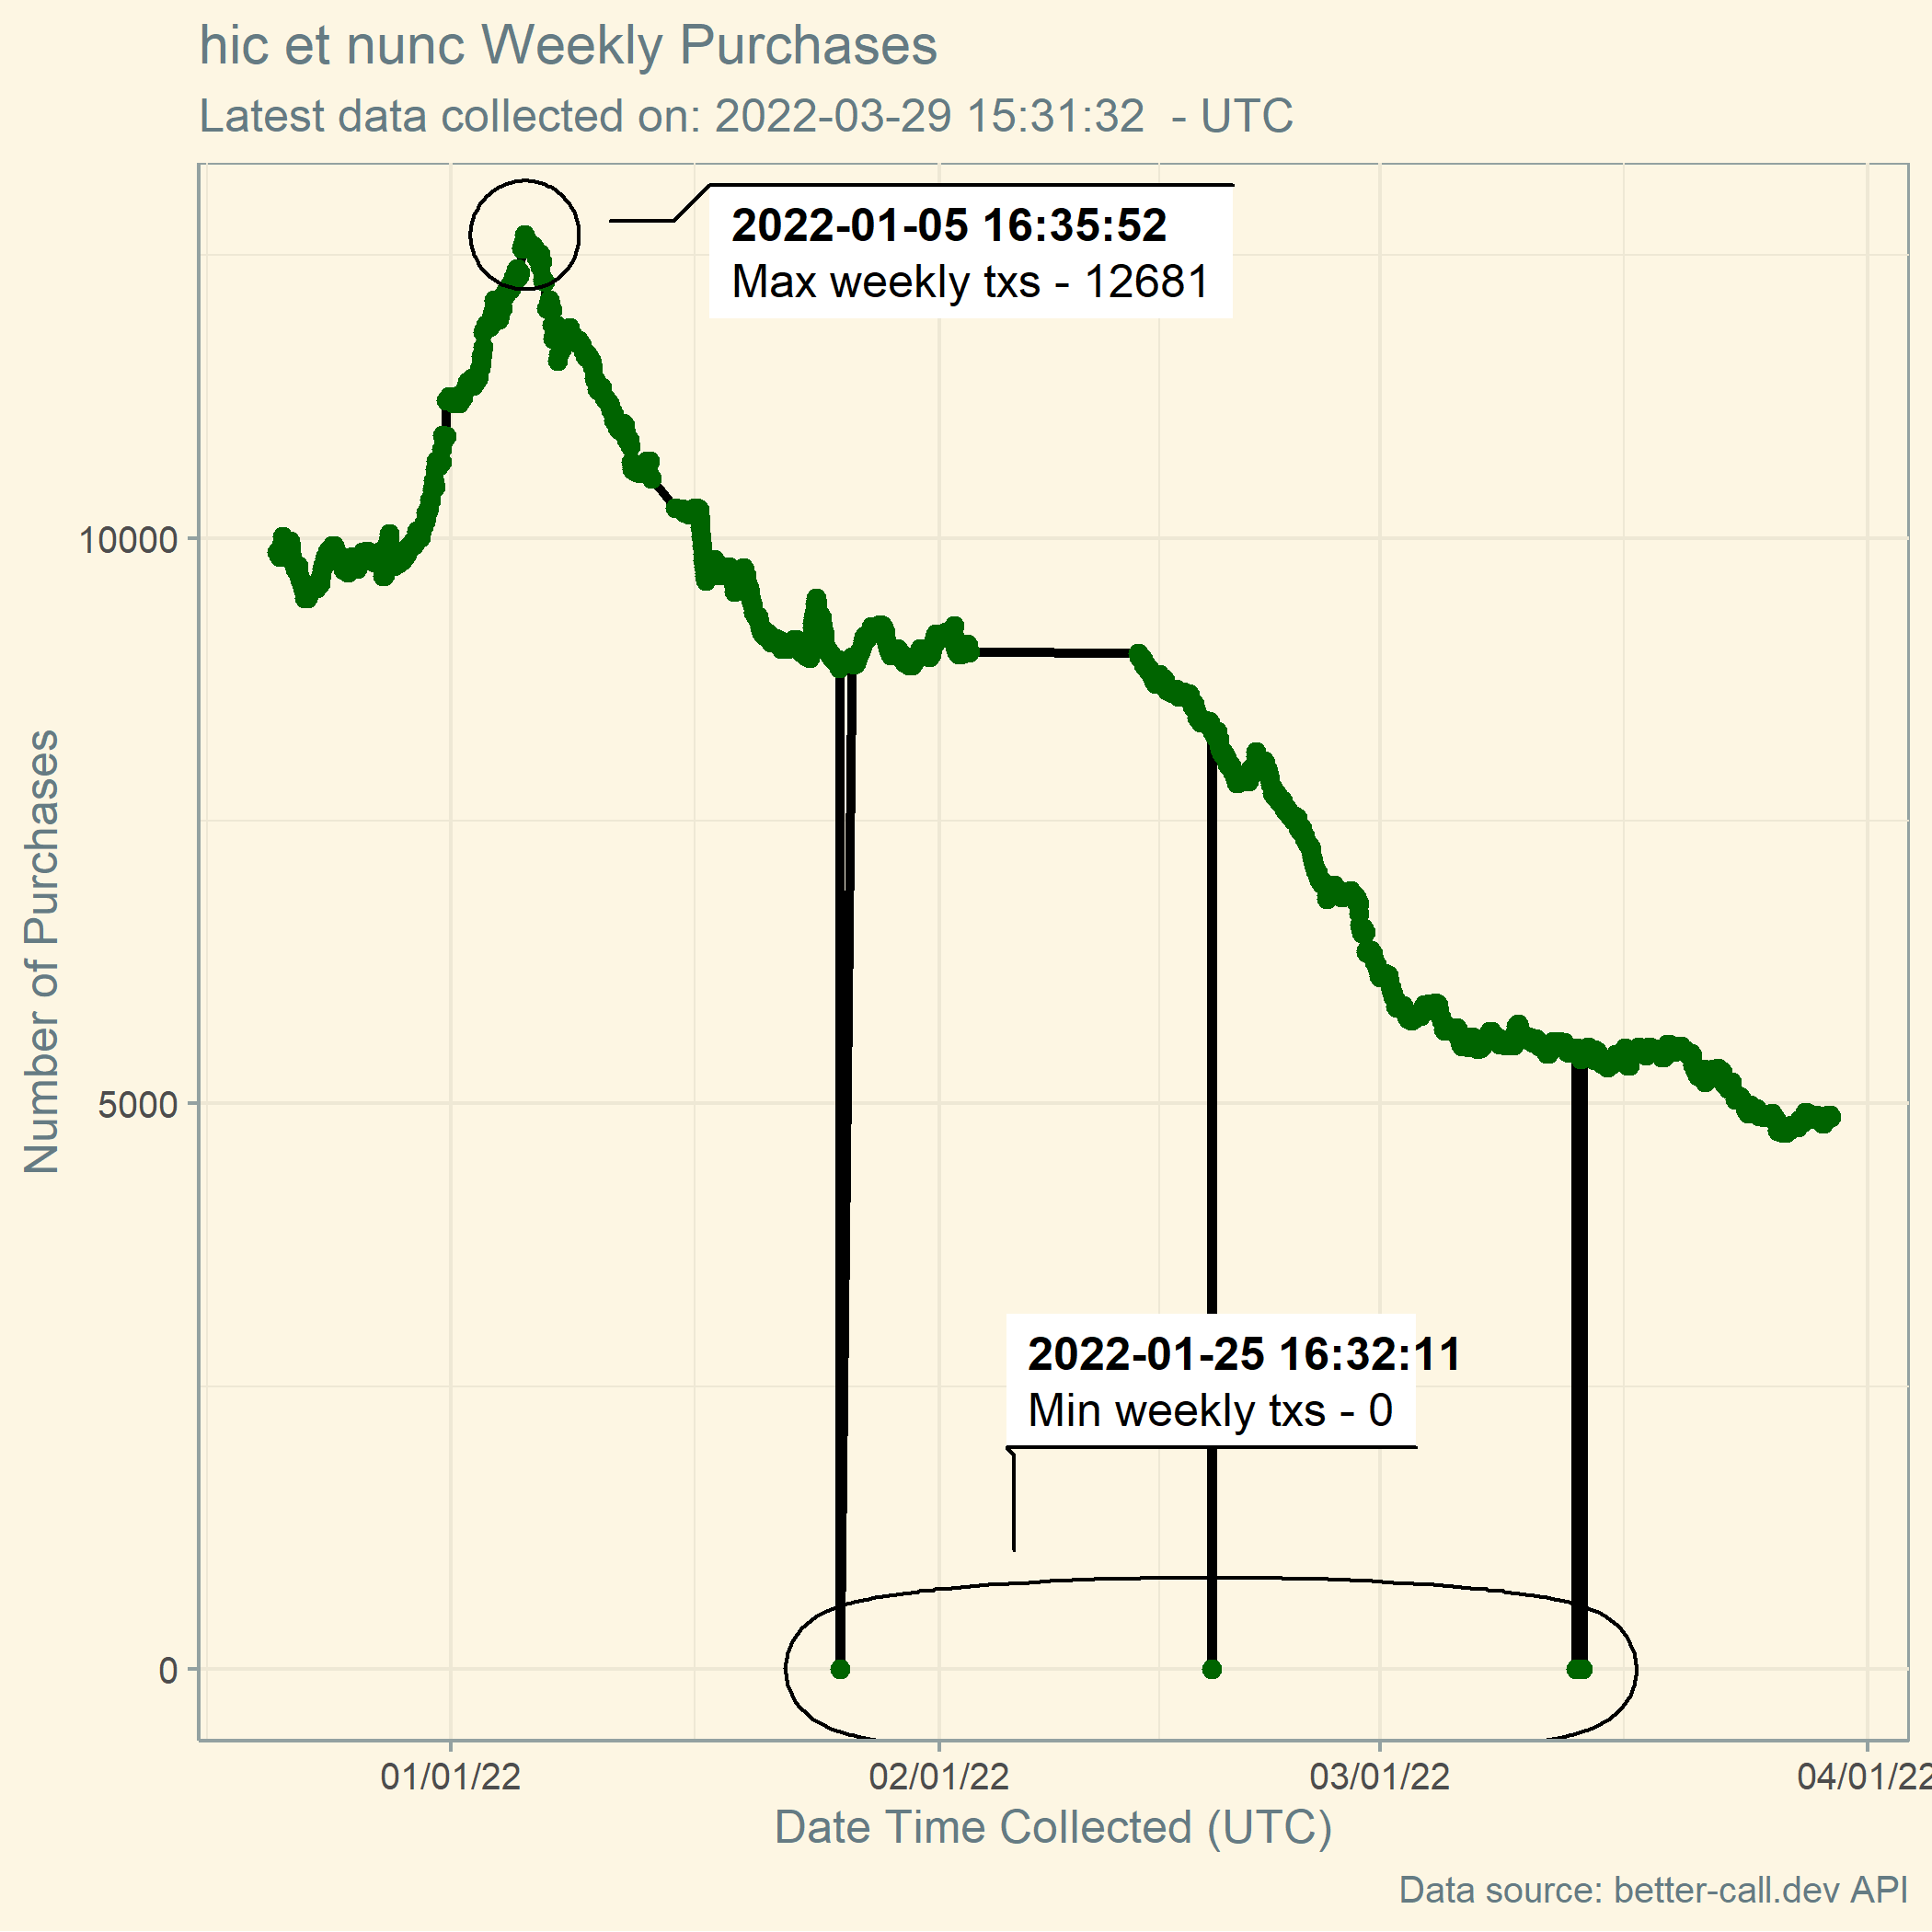 hic et nunc Weekly Purchases
Latest data collected on: 2022-03-29 15:31:32  - UTC
2022-01-05 16:35:52
Max weekly txs - 12681
10000
Number of Purchases
5000
2022-01-25 16:32:11
Min weekly txs - 0
0
01/01/22 02/01/22 03/01/22 04/01/22
Date Time Collected (UTC)
Data source: better-call.dev API